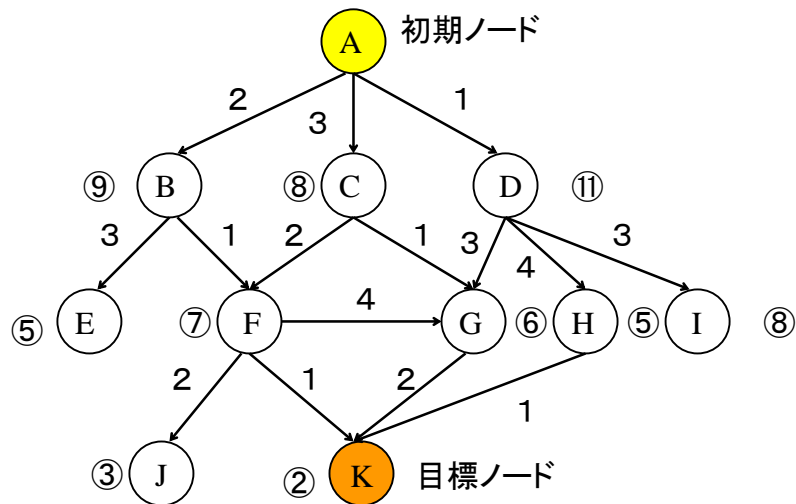 A 初期ノード
2 3 1
⑨ B ⑧ C D ⑪
3 1 2 1 3 4 3
⑤ E ⑦ F 4 G ⑥ H ⑤ I ⑧
2 1 2 1
③ J ② K 目標ノード